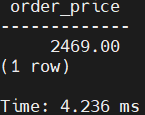 order_price
-------------
2469.00
(1 row)
Time: 4.236 ms